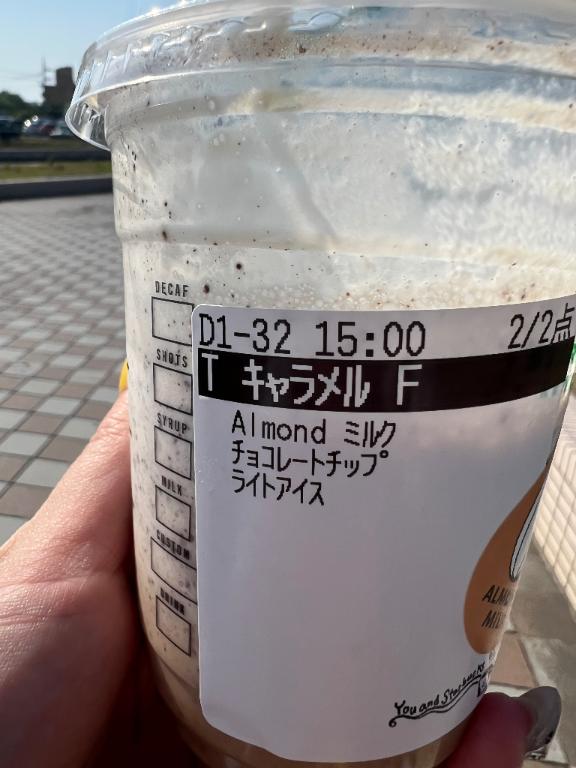 DECAF
SHOTS
SYRUP
MILK
CUSTOM
DRINK
D1-32 15:00 2/2点
T キャラメル F
Almond ミルク
チョコレートチップ
ライトアイス
You and Starbucks